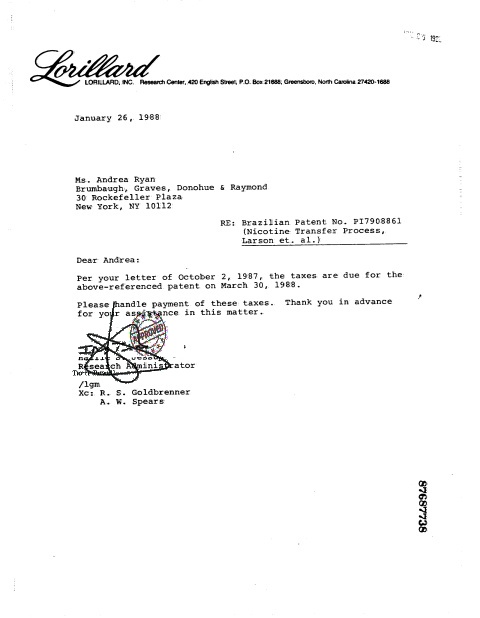 Lorillard
LORILLARD, INC. Research Center, 420 English Street, P.O. Box 21688, Greensboro, North Carolina 27420-1688
January 26, 1988
Ms. Andrea Ryan
Brumbaugh, Graves, Donohue & Raymond
30 Rockefeller Plaza
New York, NY 10112
RE: Brazilian Patent No. PI7908861
(Nicotine Transfer Process,
Larson et. al.)
Dear Andrea:
Per your letter of October 2, 1987, the taxes are due for the
above-referenced patent on March 30, 1988.
Please handle payment of these taxes. Thank you in advance
for your assistance in this matter.
APPROVED
Research Administrator
/lgm
Xc: R. S. Goldbrenner
A. W. Spears
87687738